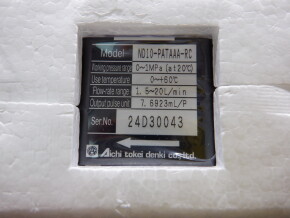 Model ND10-PATAAA-RC
Working pressure range 0~1MPa (at20℃)
Use temperature 0~+60℃
Flow-rate range 1.5~20L/min
Output pulse unit 7.6923ml/P
Ser No. 24D30043
Aichi tokei denki co.,ltd.